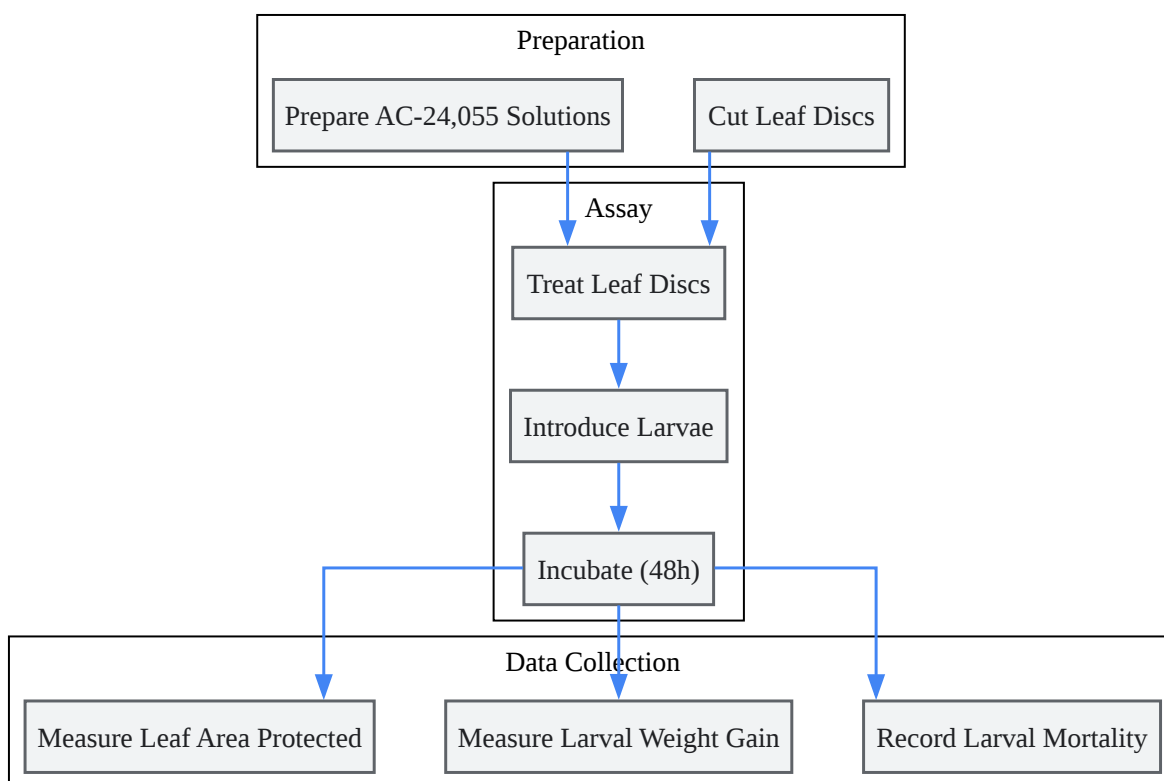 Preparation
Prepare AC-24,055 Solutions
Cut Leaf Discs
Assay
Treat Leaf Discs
Introduce Larvae
Incubate (48h)
Data Collection
Measure Leaf Area Protected
Measure Larval Weight Gain
Record Larval Mortality